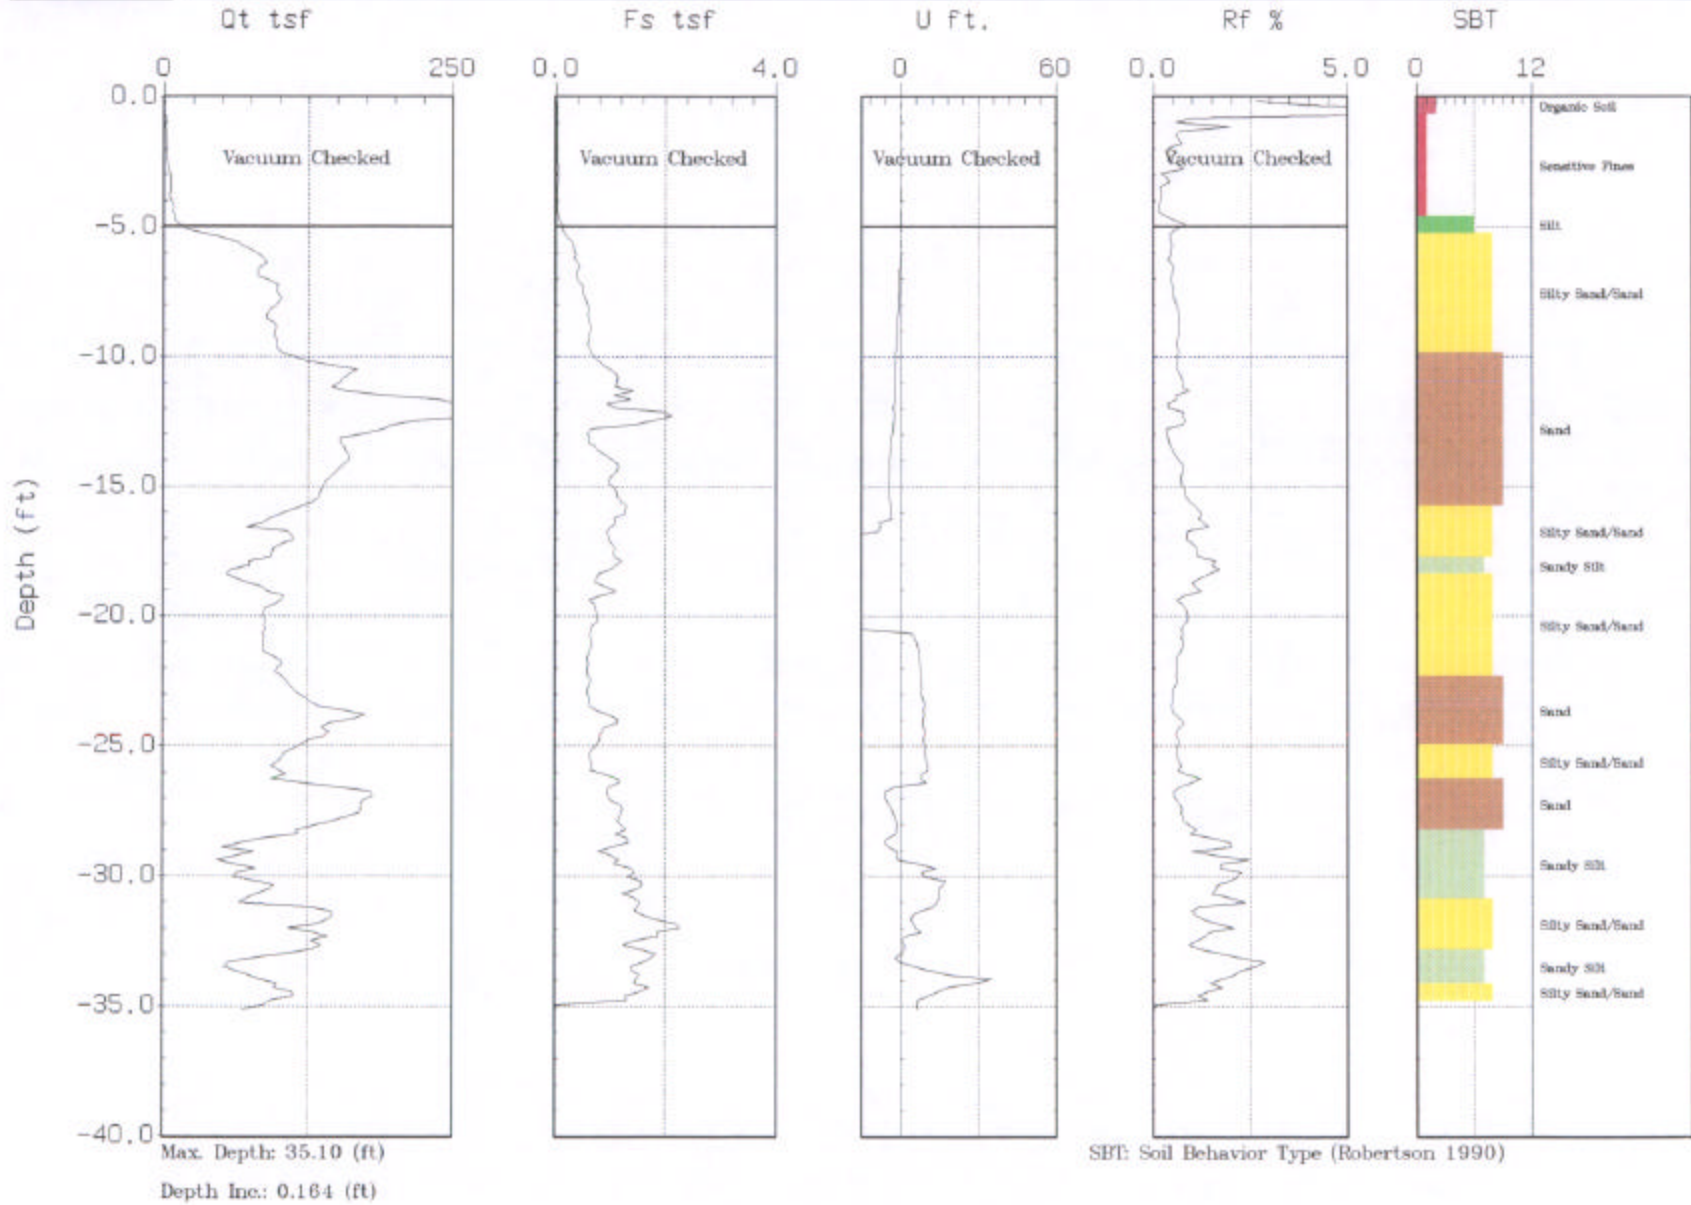 Qt tsf
Fs tsf
U ft.
Rf %
SBT
0 250
0.0 4.0
0 60
0.0 5.0
0 12
0.0
-5.0
-10.0
-15.0
-20.0
-25.0
-30.0
-35.0
-40.0
Depth (ft)
Vacuum Checked
Vacuum Checked
Vacuum Checked
Vacuum Checked
Organic Soil
Sensitive Fines
Silt
Silty Sand/Sand
Sand
Silty Sand/Sand
Sandy Silt
Silty Sand/Sand
Sand
Silty Sand/Sand
Sand
Sandy Silt
Silty Sand/Sand
Sandy Silt
Silty Sand/Sand
Max. Depth: 35.10 (ft)
Depth Inc.: 0.164 (ft)
SBT: Soil Behavior Type (Robertson 1990)